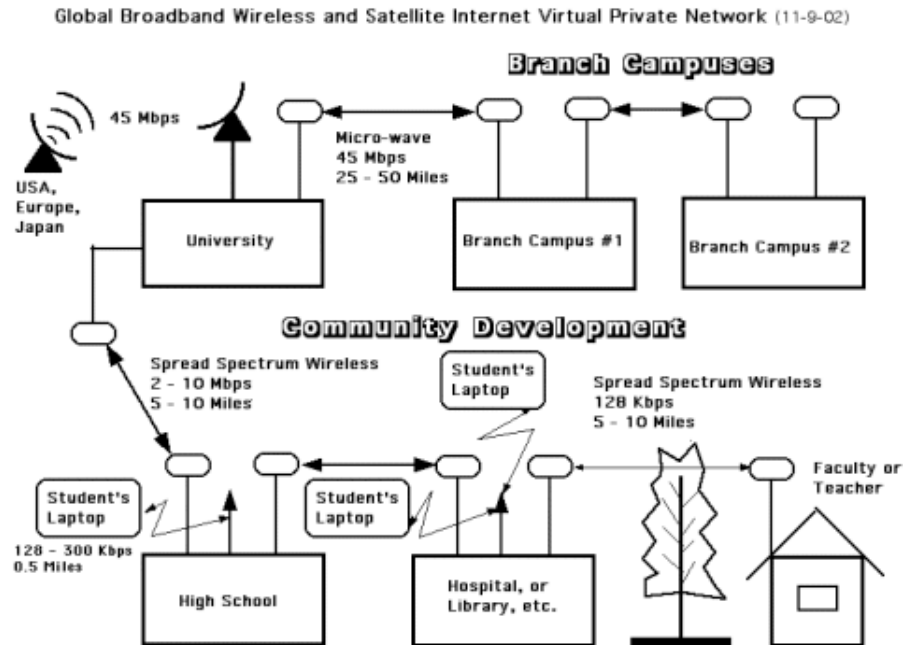 Global Broadband Wireless and Satellite Internet Virtual Private Network (11-9-02)
Branch Campuses
45 Mbps
Micro-wave
45 Mbps
25 - 50 Miles
USA,
Europe,
Japan
University
Branch Campus #1
Branch Campus #2
Community Development
Spread Spectrum Wireless
2 - 10 Mbps
5 - 10 Miles
Student's
Laptop
Spread Spectrum Wireless
128 Kbps
5 - 10 Miles
Student's
Laptop
Student's
Laptop
Faculty or
Teacher
128 - 300 Kbps
0.5 Miles
High School
Hospital, or
Library, etc.